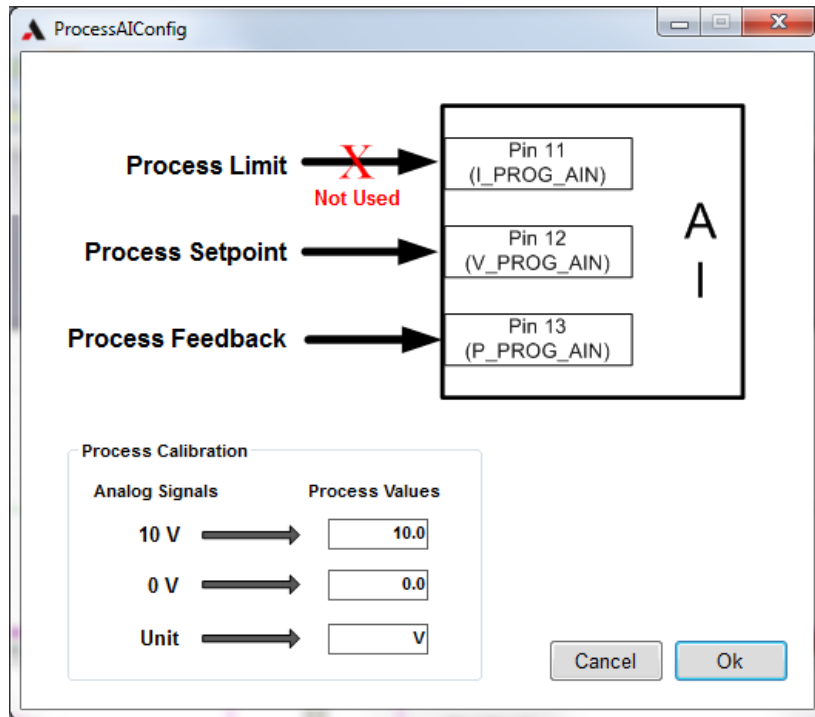 ProcessAIConfig
Process Limit
X
Not Used
Pin 11
(I_PROG_AIN)
Process Setpoint
Pin 12
(V_PROG_AIN)
Process Feedback
Pin 13
(P_PROG_AIN)
A
I
Process Calibration
Analog Signals Process Values
10 V 10.0
0 V 0.0
Unit V
Cancel Ok